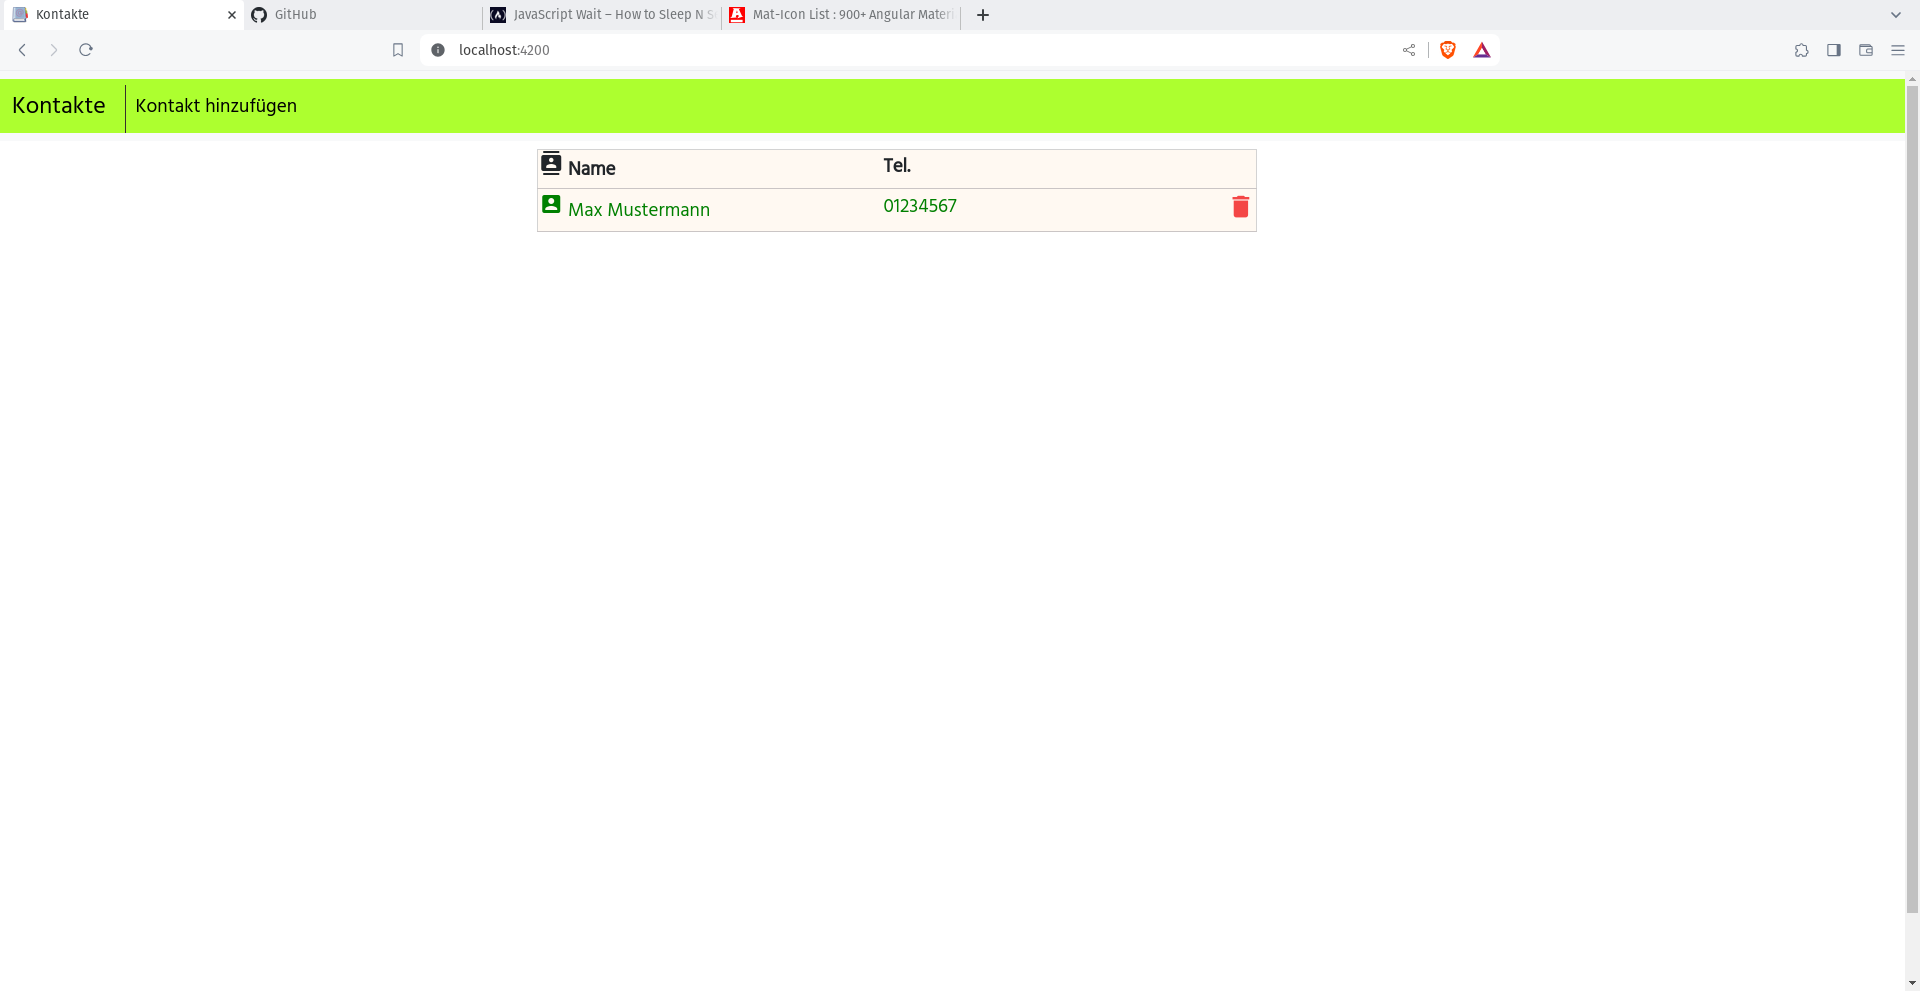 Kontakte
GitHub
JavaScript Wait – How to Sleep N S
Mat-Icon List : 900+ Angular Materi
localhost:4200
Kontakte
Kontakt hinzufügen
Name Tel.
Max Mustermann 01234567